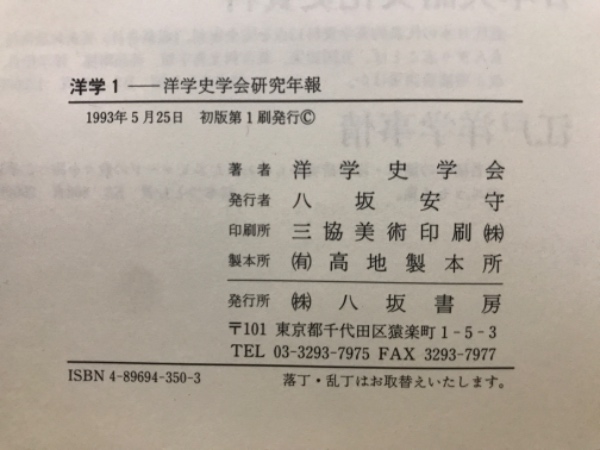 洋学1――洋学史学会研究年報
1993年5月25日 初版第1刷発行©
著者 洋学史学会
発行者 八坂安守
印刷所 三協美術印刷㈱
製本所 ㈲高地製本所
発行所 ㈱八坂書房
〒101 東京都千代田区猿楽町1-5-3
TEL 03-3293-7975 FAX 3293-7977
ISBN 4-89694-350-3 落丁・乱丁はお取替えいたします。